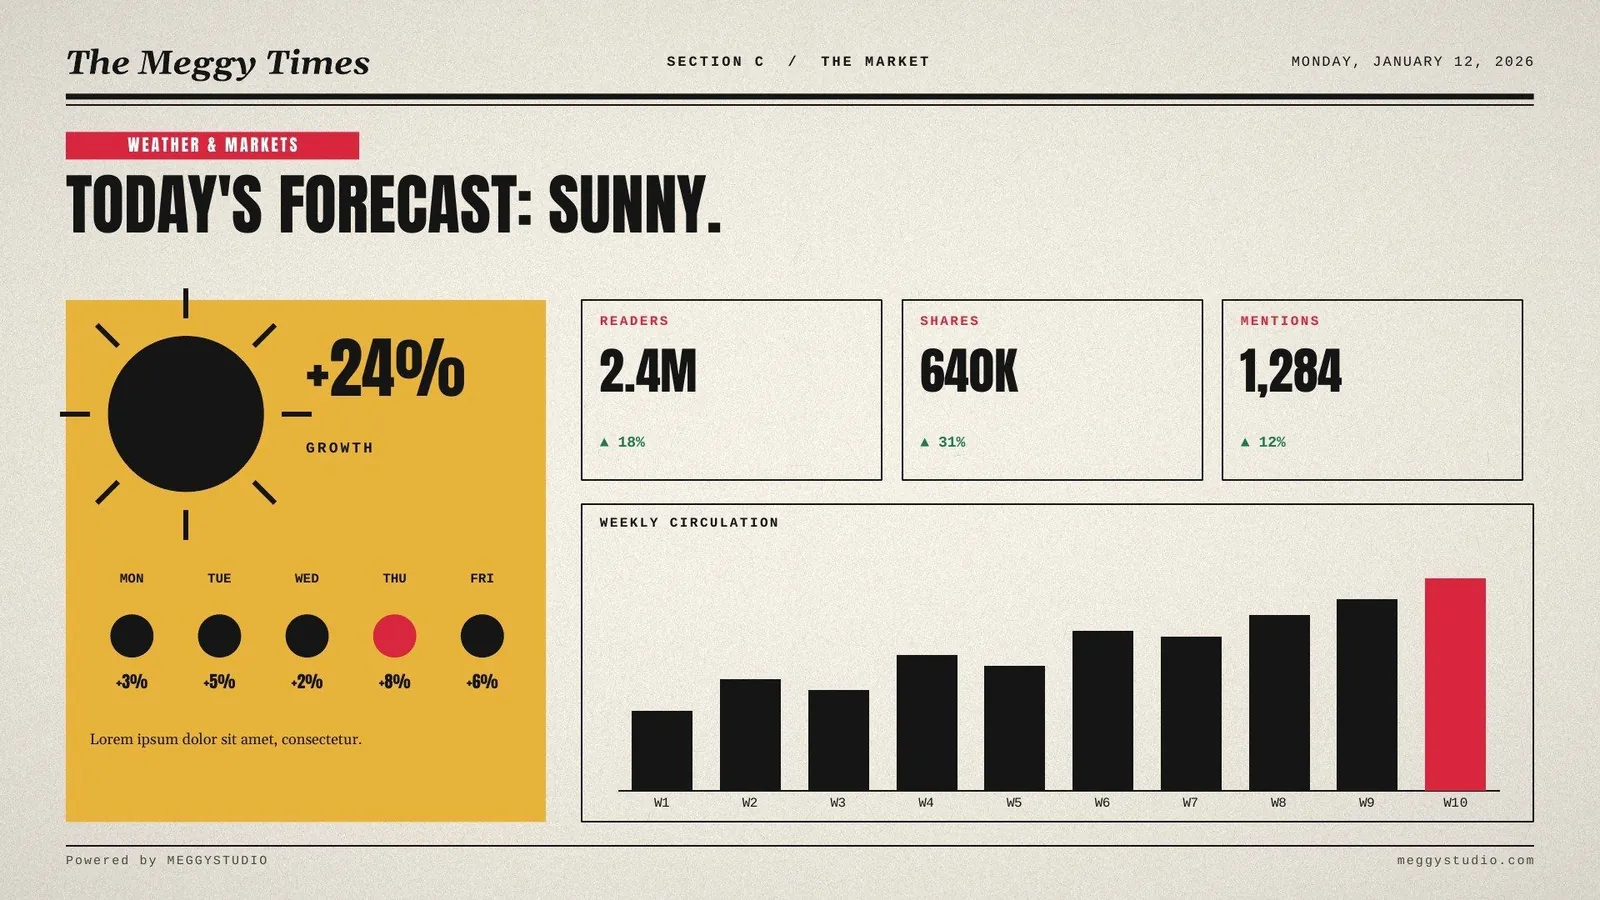 The Meggy Times
SECTION C / THE MARKET
MONDAY, JANUARY 12, 2026
WEATHER & MARKETS
TODAY'S FORECAST: SUNNY.
+24%
GROWTH
MON TUE WED THU FRI
+3% +5% +2% +8% +6%
Lorem ipsum dolor sit amet, consectetur.
READERS
2.4M
▲ 18%
SHARES
640K
▲ 31%
MENTIONS
1,284
▲ 12%
WEEKLY CIRCULATION
W1 W2 W3 W4 W5 W6 W7 W8 W9 W10
Powered by MEGGYSTUDIO
meggystudio.com